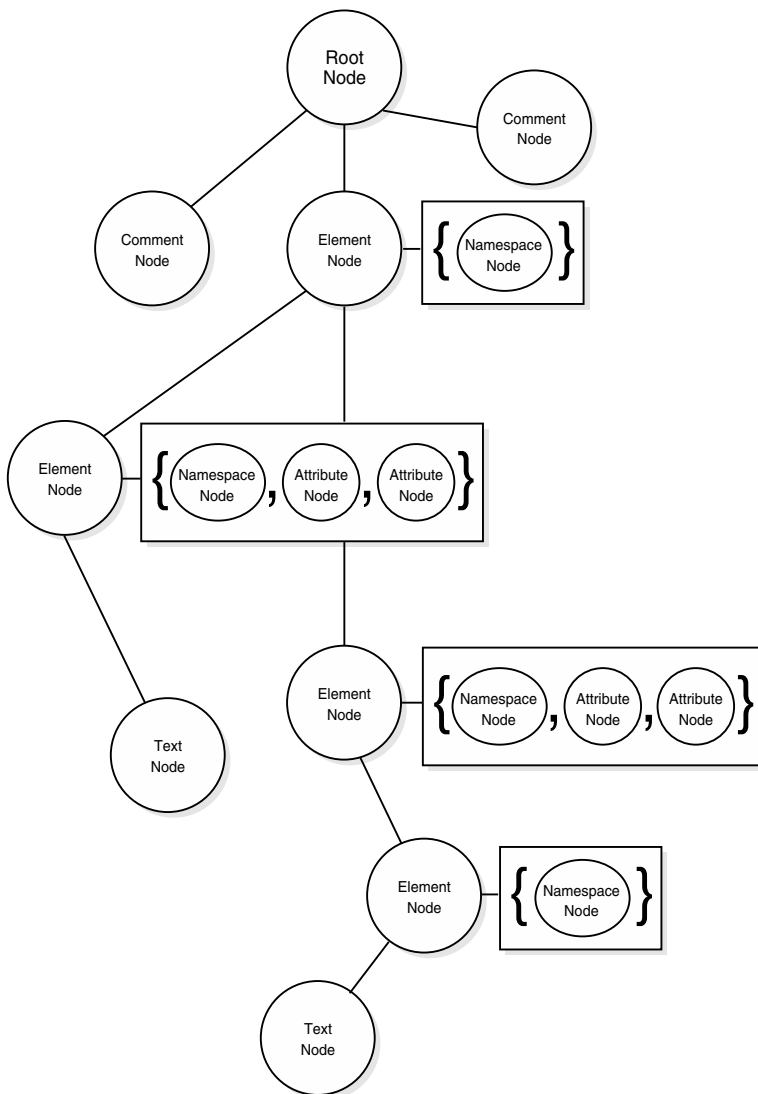 Root
Node
Comment
Node
Comment
Node
Element
Node
{ Namespace
Node }
Element
Node
{ Namespace
Node , Attribute
Node , Attribute
Node }
Element
Node
{ Namespace
Node , Attribute
Node , Attribute
Node }
Text
Node
Element
Node
{ Namespace
Node }
Text
Node